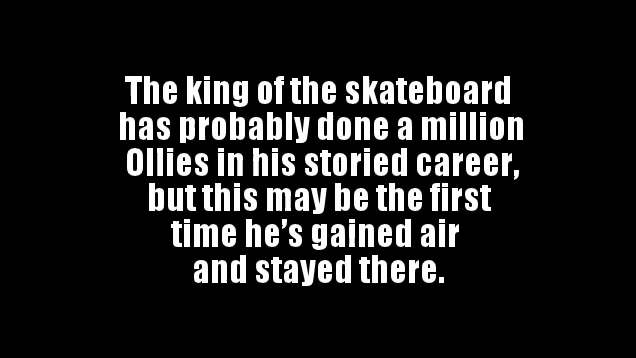 The king of the skateboard
has probably done a million
Ollies in his storied career,
but this may be the first
time he’s gained air
and stayed there.